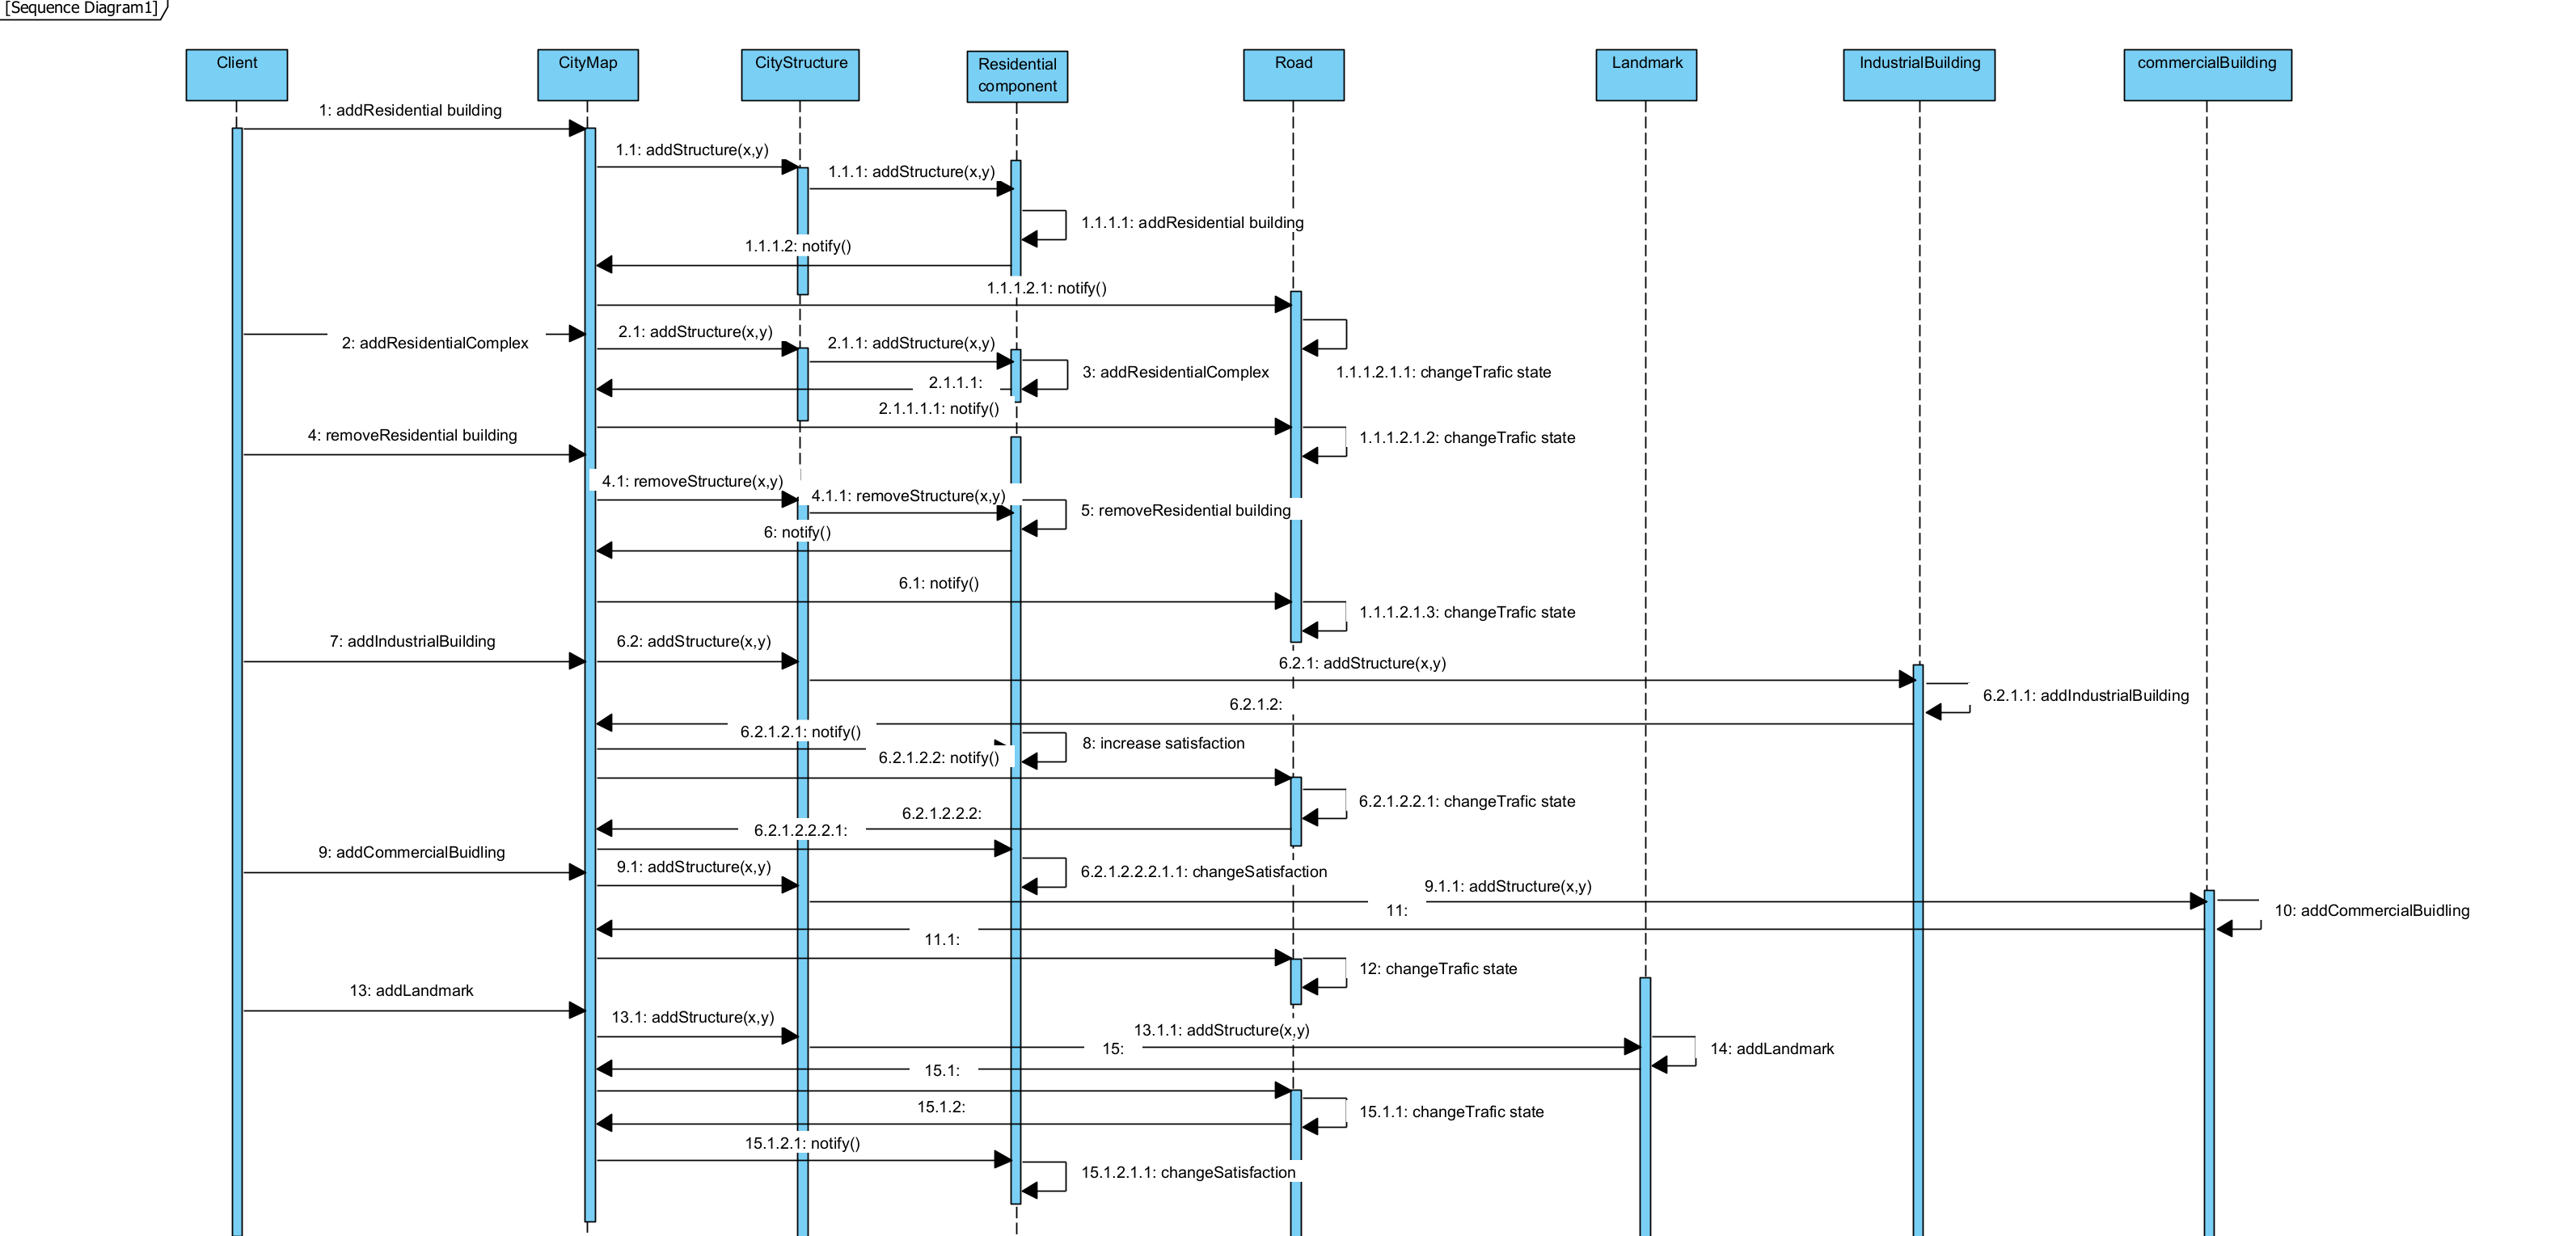 [Sequence Diagram1]
Client
CityMap
CityStructure
Residential
component
Road
Landmark
IndustrialBuilding
commercialBuilding
1: addResidential building
1.1: addStructure(x,y)
1.1.1: addStructure(x,y)
1.1.1.1: addResidential building
1.1.1.2: notify()
1.1.1.2.1: notify()
2: addResidentialComplex
2.1: addStructure(x,y)
2.1.1: addStructure(x,y)
3: addResidentialComplex
1.1.1.2.1.1: changeTrafic state
2.1.1.1:
2.1.1.1.1: notify()
4: removeResidential building
1.1.1.2.1.2: changeTrafic state
4.1: removeStructure(x,y)
4.1.1: removeStructure(x,y)
5: removeResidential building
6: notify()
6.1: notify()
1.1.1.2.1.3: changeTrafic state
7: addIndustrialBuilding
6.2: addStructure(x,y)
6.2.1: addStructure(x,y)
6.2.1.1: addIndustrialBuilding
6.2.1.2:
6.2.1.2.1: notify()
8: increase satisfaction
6.2.1.2.2: notify()
6.2.1.2.2.1: changeTrafic state
6.2.1.2.2.2:
6.2.1.2.2.2.1:
9: addCommercialBuidling
9.1: addStructure(x,y)
6.2.1.2.2.2.1.1: changeSatisfaction
9.1.1: addStructure(x,y)
11:
10: addCommercialBuidling
11.1:
12: changeTrafic state
13: addLandmark
13.1: addStructure(x,y)
13.1.1: addStructure(x,y)
15:
14: addLandmark
15.1:
15.1.2:
15.1.1: changeTrafic state
15.1.2.1: notify()
15.1.2.1.1: changeSatisfaction